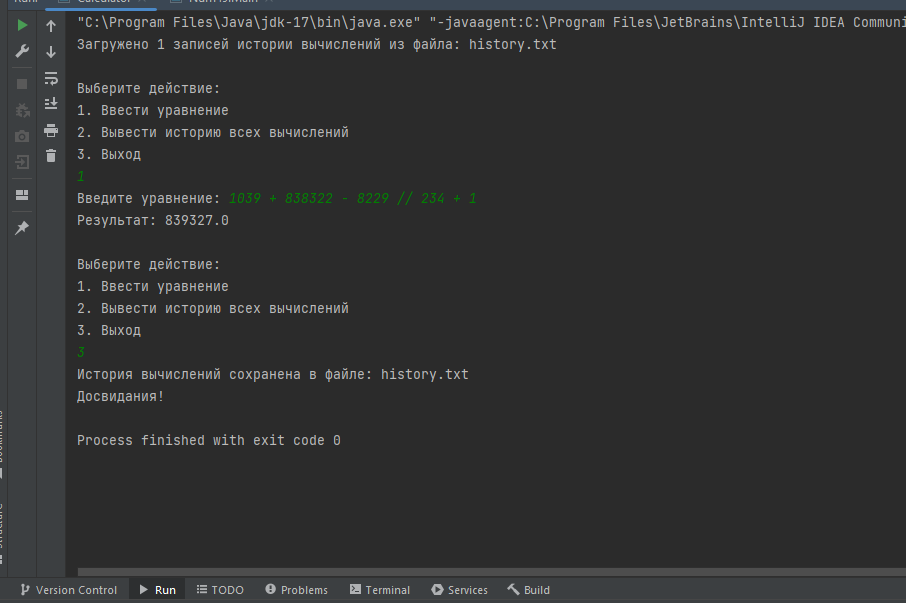 "C:\Program Files\Java\jdk-17\bin\java.exe" "-javaagent:C:\Program Files\JetBrains\IntelliJ IDEA Communi
Загружено 1 записей истории вычислений из файла: history.txt
Выберите действие:
1. Ввести уравнение
2. Вывести историю всех вычислений
3. Выход
1
Введите уравнение: 1039 + 838322 - 8229 // 234 + 1
Результат: 839327.0
Выберите действие:
1. Ввести уравнение
2. Вывести историю всех вычислений
3. Выход
3
История вычислений сохранена в файле: history.txt
Досвидания!
Process finished with exit code 0
Version Control
Run
TODO
Problems
Terminal
Services
Build